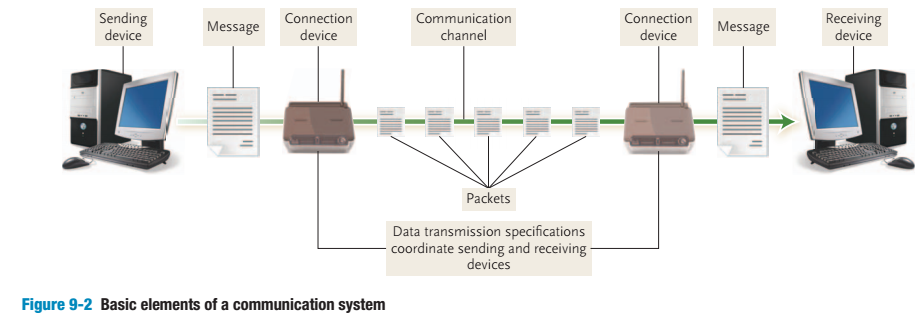 Sending
device
Message
Connection
device
Communication
channel
Connection
device
Message
Receiving
device
Packets
Data transmission specifications
coordinate sending and receiving
devices
Figure 9-2 Basic elements of a communication system